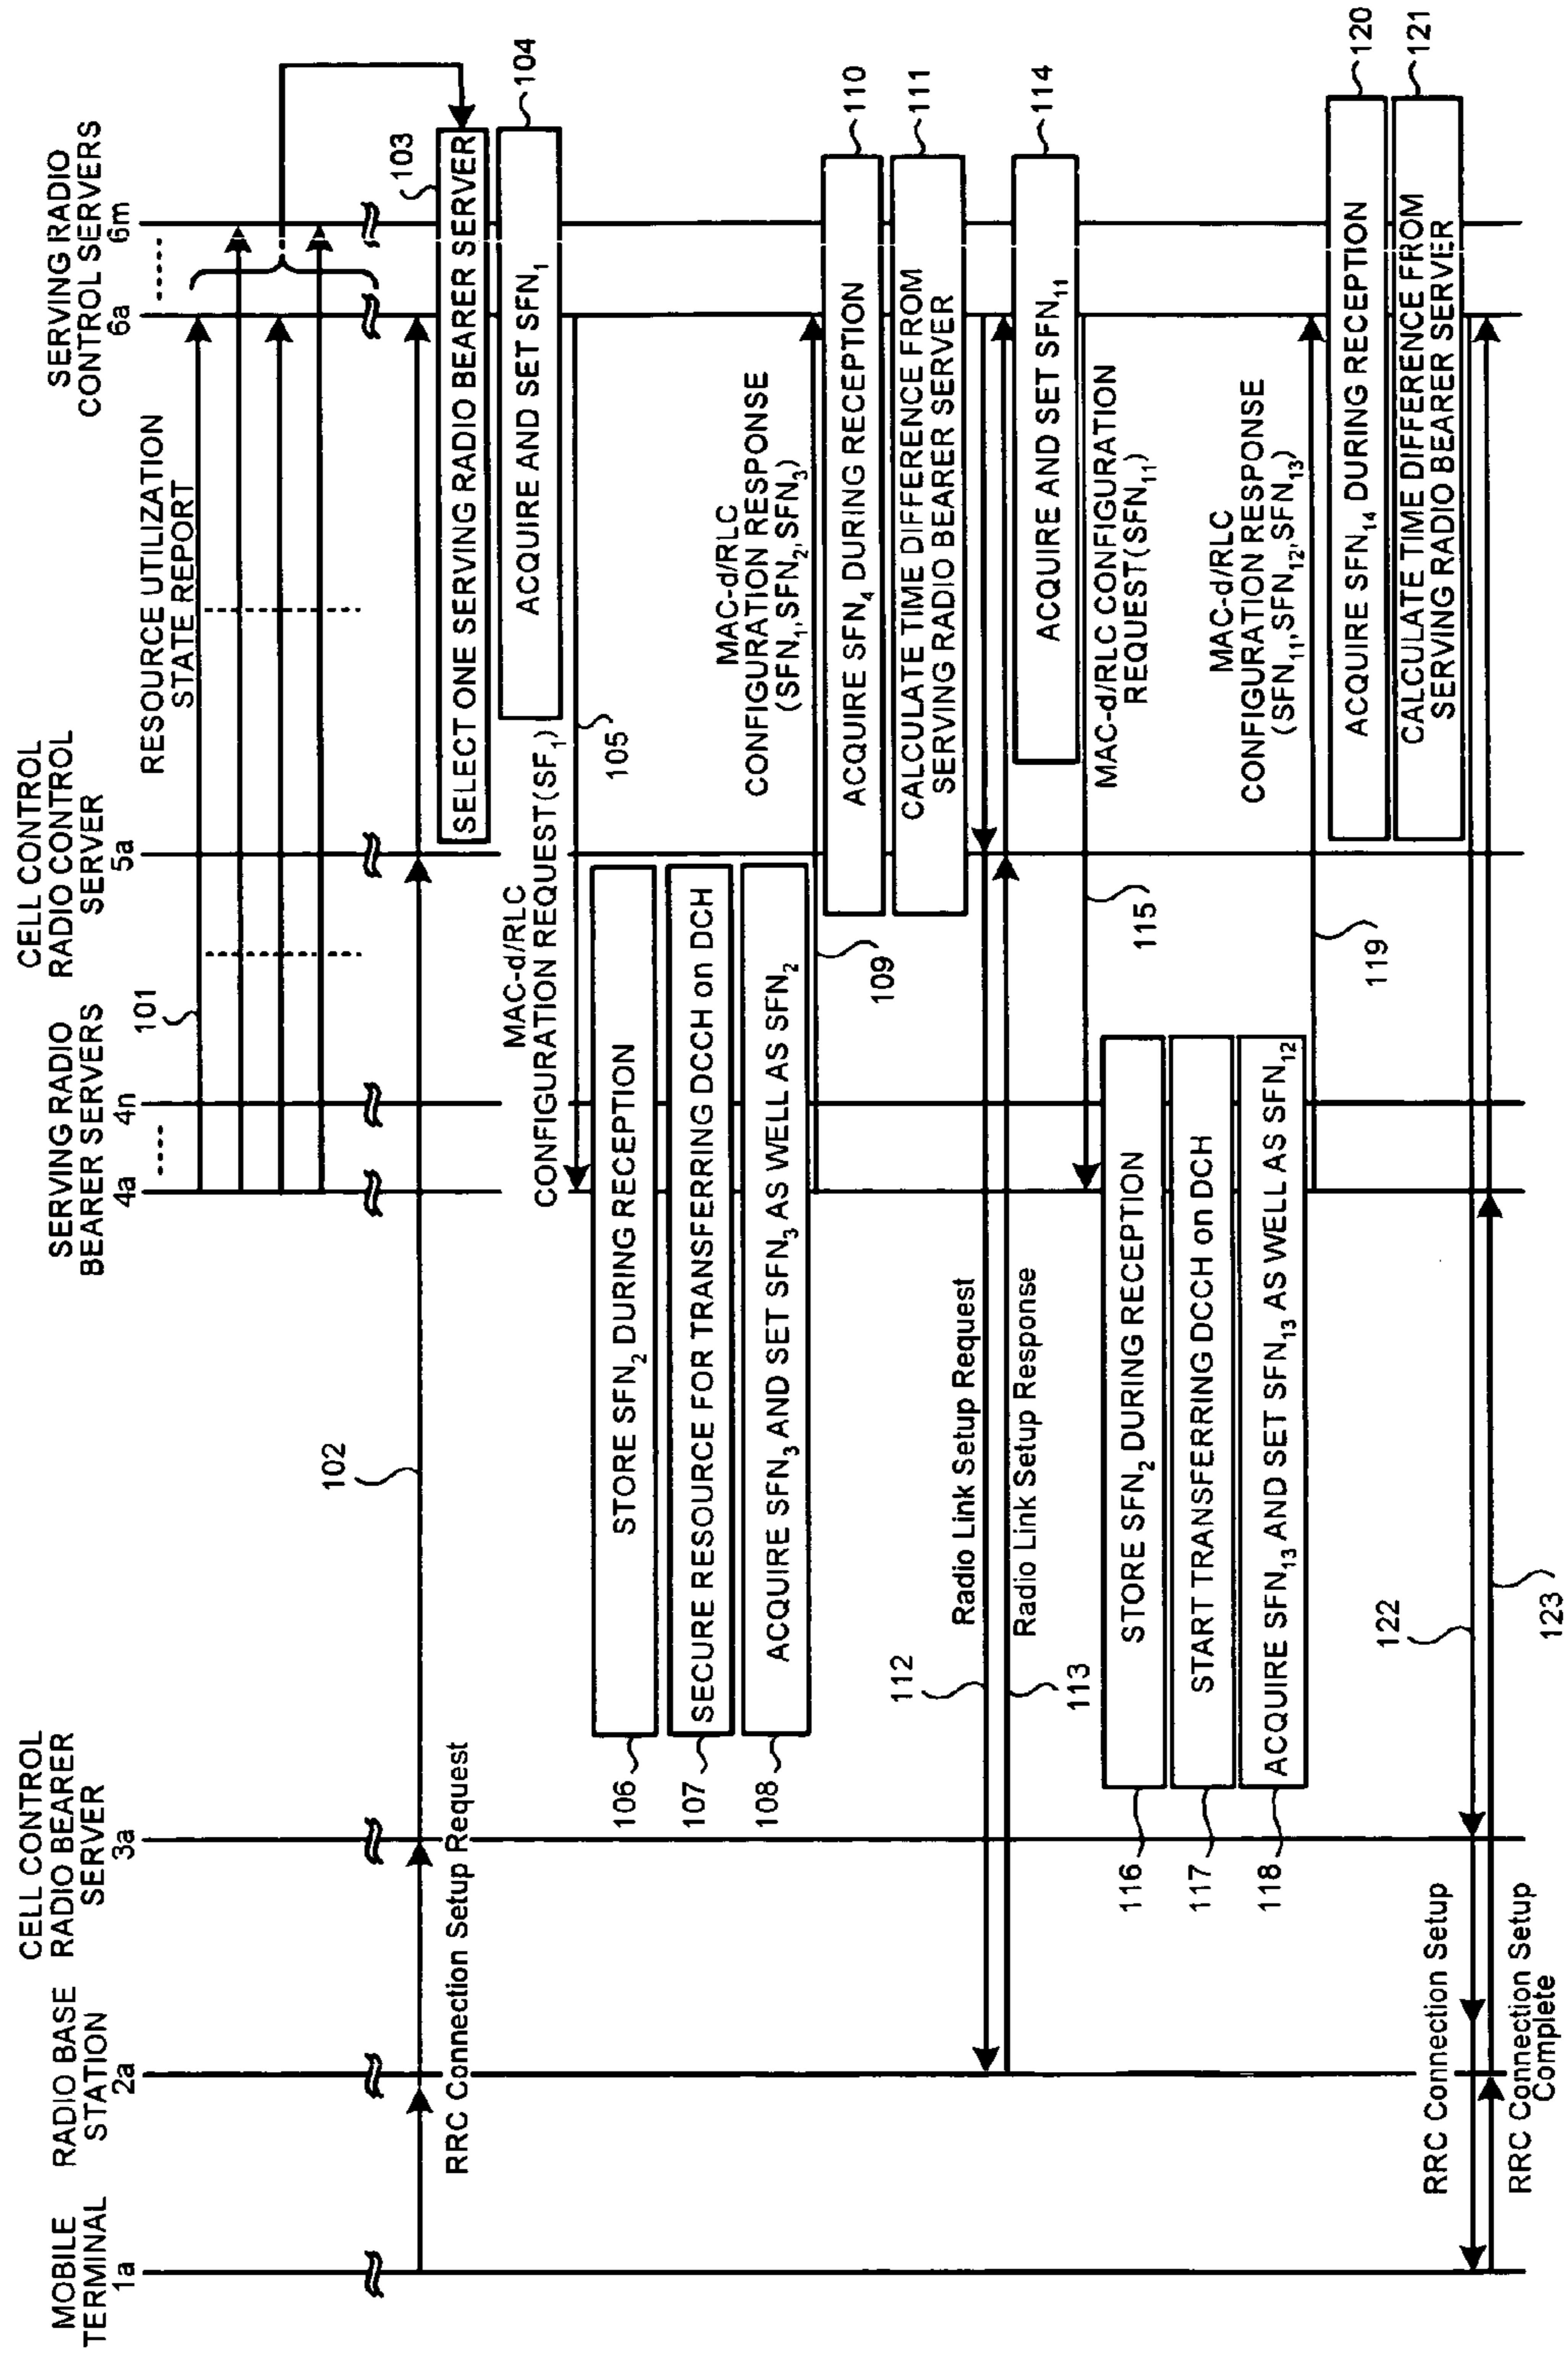 MOBILE
TERMINAL
1a
RADIO BASE
STATION
2a
CELL CONTROL
RADIO BEARER
SERVER
3a
SERVING RADIO
BEARER SERVERS
4a
4n
CELL CONTROL
RADIO CONTROL
SERVER
5a
SERVING RADIO
CONTROL SERVERS
6a
6m
101
RESOURCE UTILIZATION
STATE REPORT
102
RRC Connection Setup Request
103
SELECT ONE SERVING RADIO BEARER SERVER
104
ACQUIRE AND SET SFN₁
MAC-d/RLC
CONFIGURATION REQUEST(SF₁)
105
106
STORE SFN₂ DURING RECEPTION
107
SECURE RESOURCE FOR TRANSFERRING DCCH on DCH
108
ACQUIRE SFN₃ AND SET SFN₃ AS WELL AS SFN₂
MAC-d/RLC
CONFIGURATION RESPONSE
(SFN₁,SFN₂,SFN₃)
109
110
ACQUIRE SFN₄ DURING RECEPTION
111
CALCULATE TIME DIFFERENCE FROM
SERVING RADIO BEARER SERVER
112
Radio Link Setup Request
113
Radio Link Setup Response
114
ACQUIRE AND SET SFN₁₁
MAC-d/RLC CONFIGURATION
REQUEST(SFN₁₁)
115
116
STORE SFN₂ DURING RECEPTION
117
START TRANSFERRING DCCH on DCH
118
ACQUIRE SFN₁₃ AND SET SFN₁₃ AS WELL AS SFN₁₂
MAC-d/RLC
CONFIGURATION RESPONSE
(SFN₁₁,SFN₁₂,SFN₁₃)
119
120
ACQUIRE SFN₁₄ DURING RECEPTION
121
CALCULATE TIME DIFFERENCE FROM
SERVING RADIO BEARER SERVER
122
RRC Connection Setup
123
RRC Connection Setup
Complete